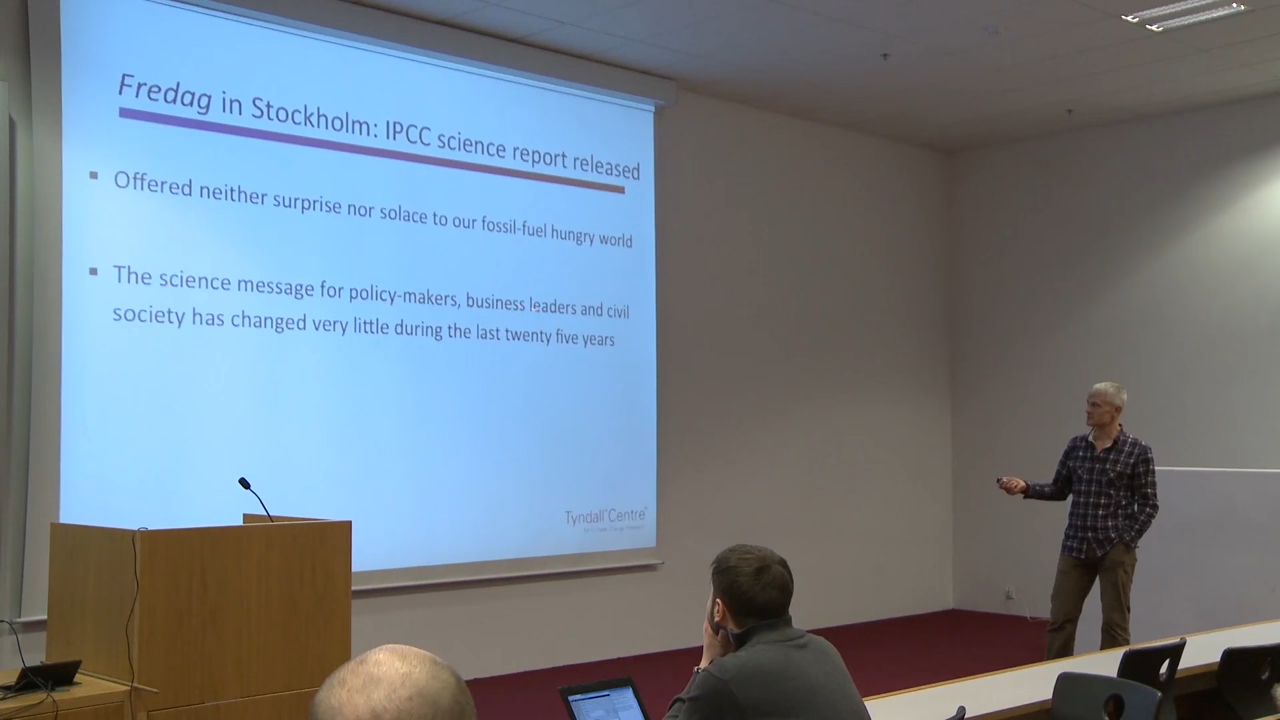 Fredag in Stockholm: IPCC science report released
Offered neither surprise nor solace to our fossil-fuel hungry world
The science message for policy-makers, business leaders and civil
society has changed very little during the last twenty five years
Tyndall°Centre